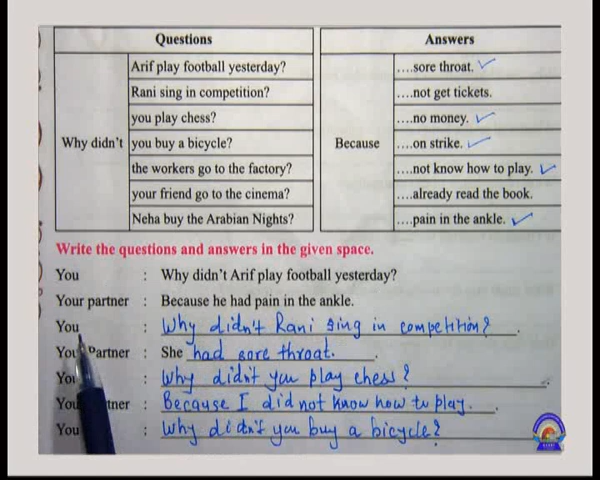 Questions Answers
Arif play football yesterday? ....sore throat.
Rani sing in competition? ....not get tickets.
you play chess? ....no money.
Why didn't you buy a bicycle? Because ....on strike.
the workers go to the factory? ....not know how to play.
your friend go to the cinema? ....already read the book.
Neha buy the Arabian Nights? ....pain in the ankle.
Write the questions and answers in the given space.
You : Why didn't Arif play football yesterday?
Your partner : Because he had pain in the ankle.
You : Why didn't Rani sing in competition?
Partner : She had sore throat.
: Why didn't you play chess?
: Because I did not know how to play.
You : Why didn't you buy a bicycle?